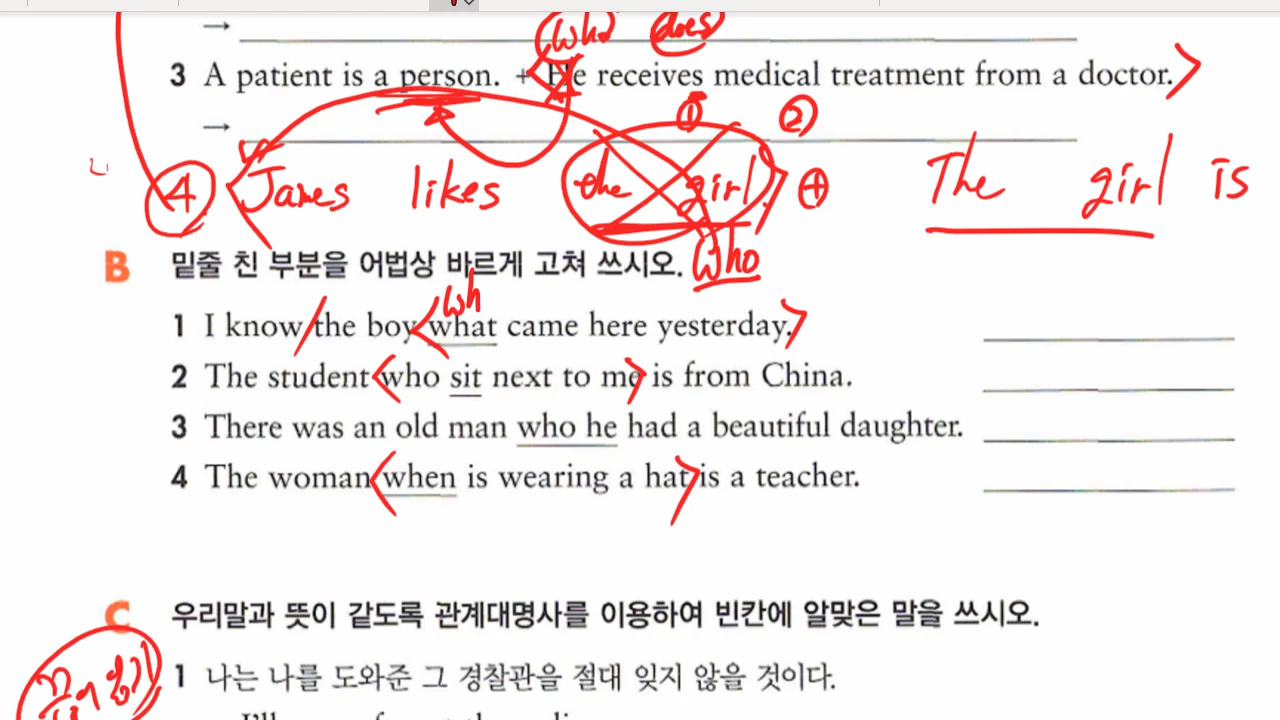 who does
→
3 A patient is a person. + He receives medical treatment from a doctor.
→
① ②
④ James likes the girl. ⊕ The girl is
who
B 밑줄 친 부분을 어법상 바르게 고쳐 쓰시오.
wh
1 I know the boy what came here yesterday.
2 The student who sit next to me is from China.
3 There was an old man who he had a beautiful daughter.
4 The woman when is wearing a hat is a teacher.
C 우리말과 뜻이 같도록 관계대명사를 이용하여 빈칸에 알맞은 말을 쓰시오.
1 나는 나를 도와준 그 경찰관을 절대 잊지 않을 것이다.